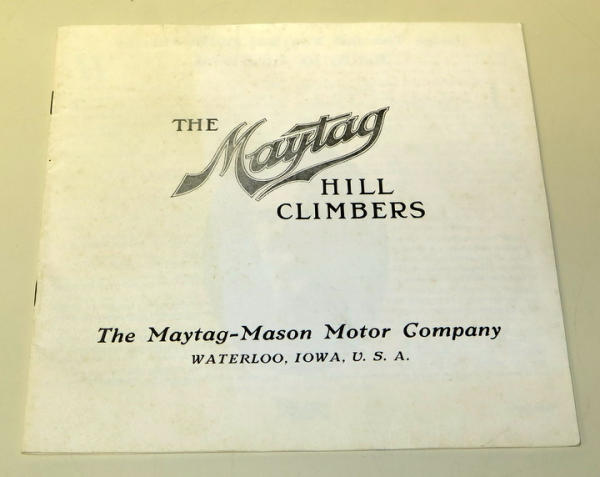 THE Maytag
HILL
CLIMBERS
The Maytag-Mason Motor Company
WATERLOO, IOWA, U. S. A.